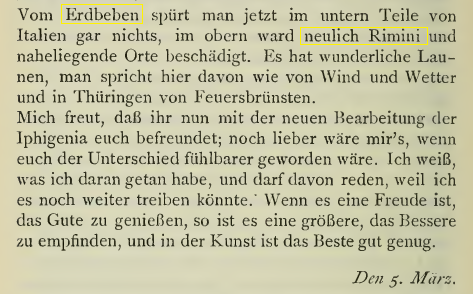 Vom Erdbeben spürt man jetzt im untern Teile von
Italien gar nichts, im obern ward neulich Rimini und
naheliegende Orte beschädigt. Es hat wunderliche Lau-
nen, man spricht hier davon wie von Wind und Wetter
und in Thüringen von Feuersbrünsten.
Mich freut, daß ihr nun mit der neuen Bearbeitung der
Iphigenia euch befreundet; noch lieber wäre mir's, wenn
euch der Unterschied fühlbarer geworden wäre. Ich weiß,
was ich daran getan habe, und darf davon reden, weil ich
es noch weiter treiben könnte. Wenn es eine Freude ist,
das Gute zu genießen, so ist es eine größere, das Bessere
zu empfinden, und in der Kunst ist das Beste gut genug.
Den 5. März.